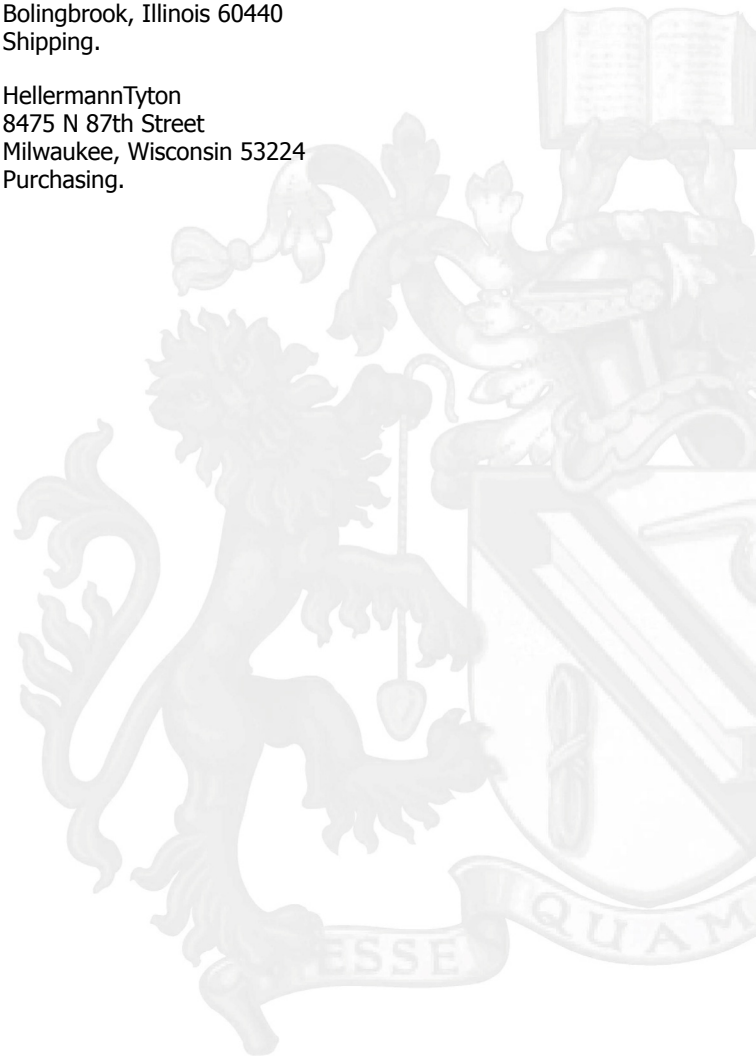 Bolingbrook, Illinois 60440
Shipping.
HellermannTyton
8475 N 87th Street
Milwaukee, Wisconsin 53224
Purchasing.
ESSE
QUAM